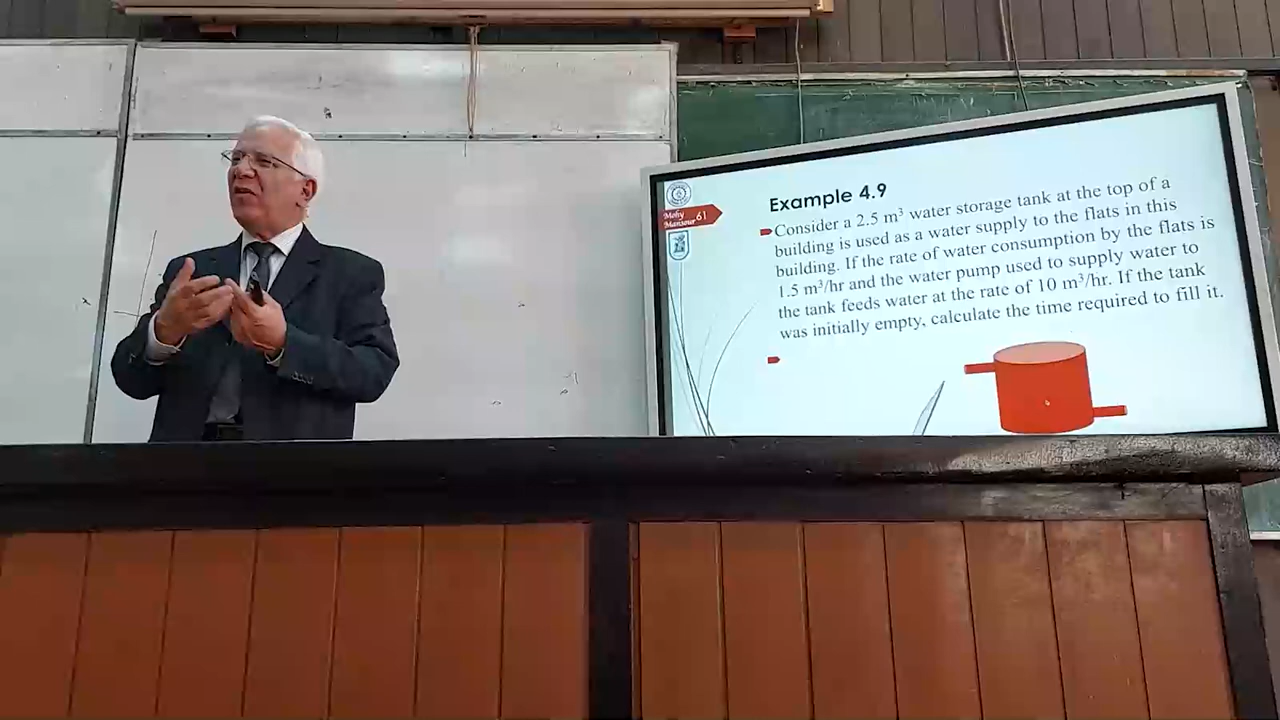 Example 4.9
Mohy
Mansour 61
Consider a 2.5 m³ water storage tank at the top of a
building is used as a water supply to the flats in this
building. If the rate of water consumption by the flats is
1.5 m³/hr and the water pump used to supply water to
the tank feeds water at the rate of 10 m³/hr. If the tank
was initially empty, calculate the time required to fill it.